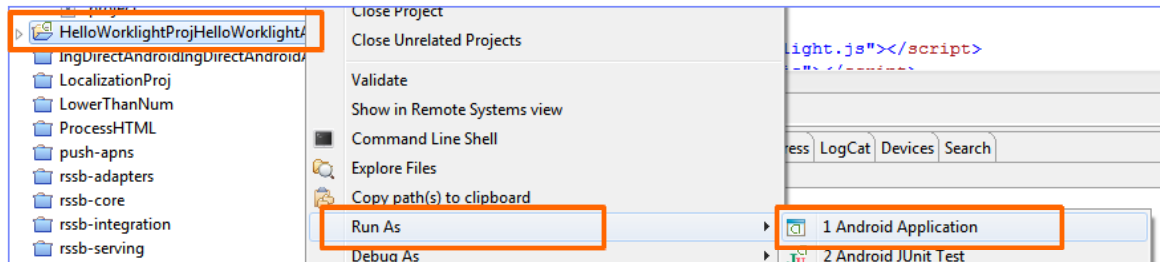 project
HelloWorklightProjHelloWorklightA
IngDirectAndroidIngDirectAndroidA
LocalizationProj
LowerThanNum
ProcessHTML
push-apns
rssb-adapters
rssb-core
rssb-integration
rssb-serving
Close Project
Close Unrelated Projects
Validate
Show in Remote Systems view
Command Line Shell
Explore Files
Copy path(s) to clipboard
Run As
Debug As
light.js"></script>
ress LogCat Devices Search
1 Android Application
2 Android JUnit Test